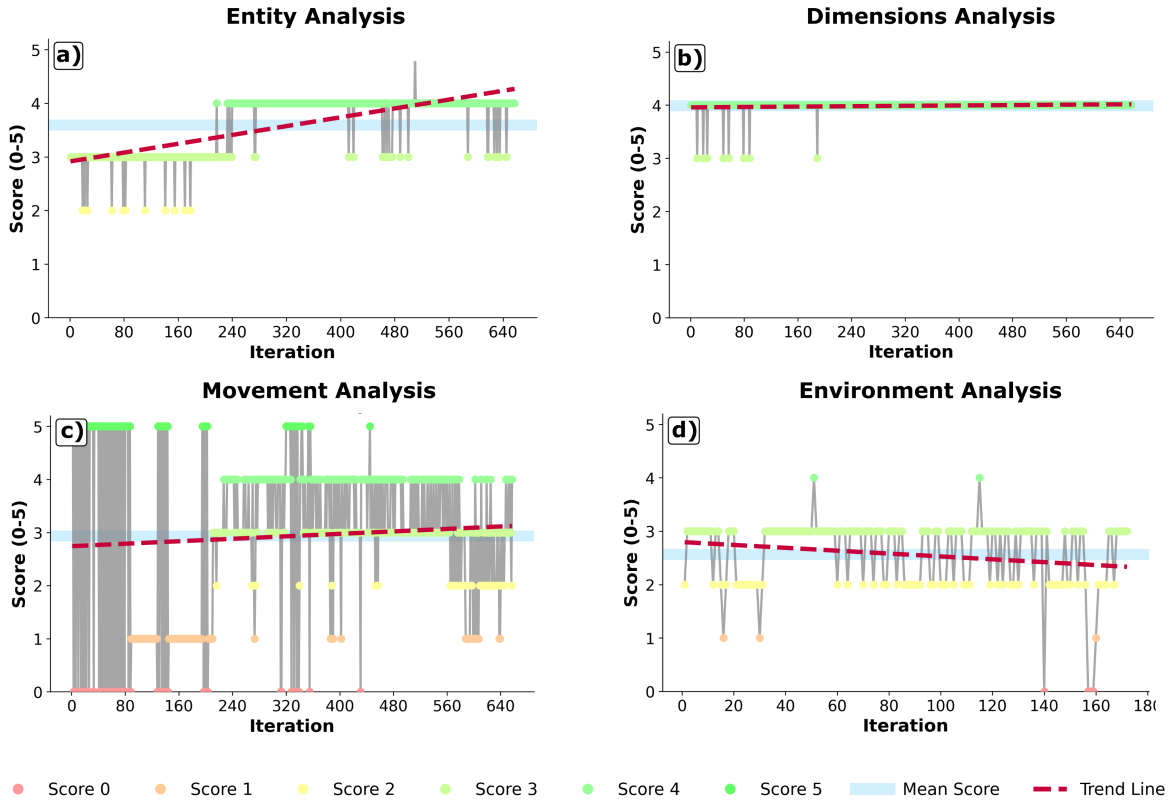 Entity Analysis
a)
Score (0-5)
5
4
3
2
1
0
0 80 160 240 320 400 480 560 640
Iteration
Dimensions Analysis
b)
Score (0-5)
5
4
3
2
1
0
0 80 160 240 320 400 480 560 640
Iteration
Movement Analysis
c)
Score (0-5)
5
4
3
2
1
0
0 80 160 240 320 400 480 560 640
Iteration
Environment Analysis
d)
Score (0-5)
5
4
3
2
1
0
0 20 40 60 80 100 120 140 160 180
Iteration
Score 0 Score 1 Score 2 Score 3 Score 4 Score 5 Mean Score Trend Line